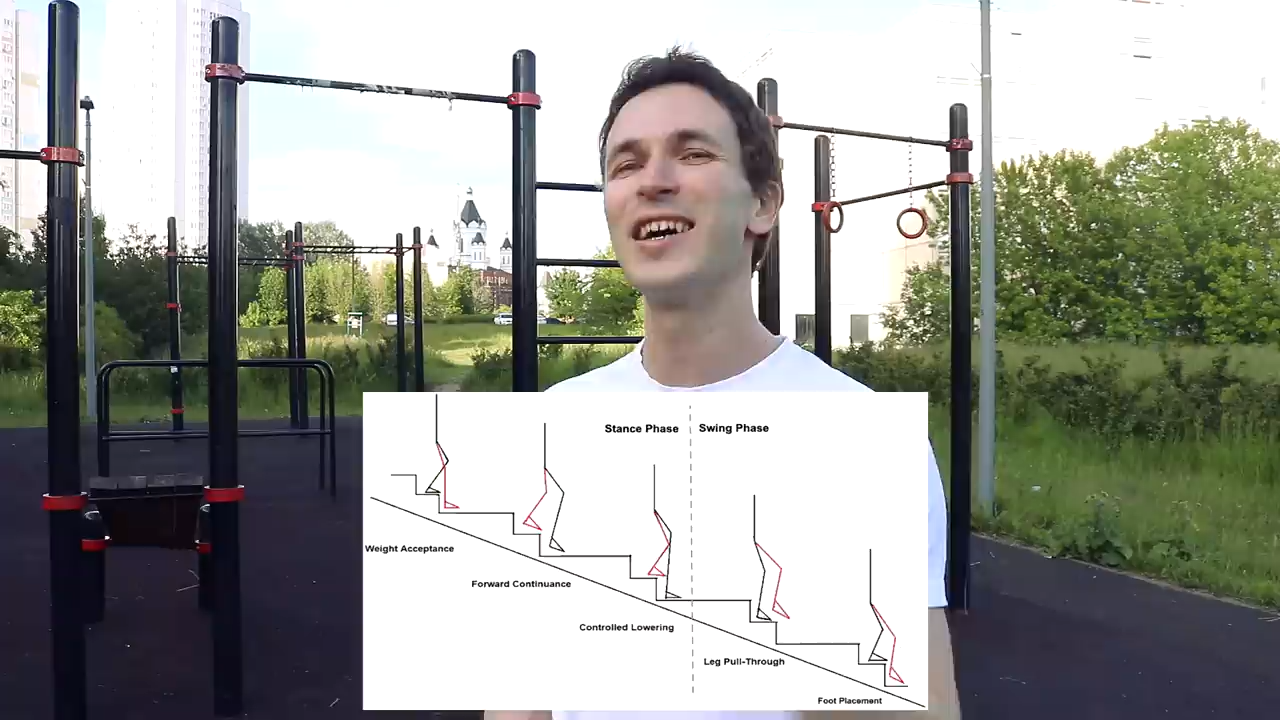 Stance Phase
Swing Phase
Weight Acceptance
Forward Continuance
Controlled Lowering
Leg Pull-Through
Foot Placement